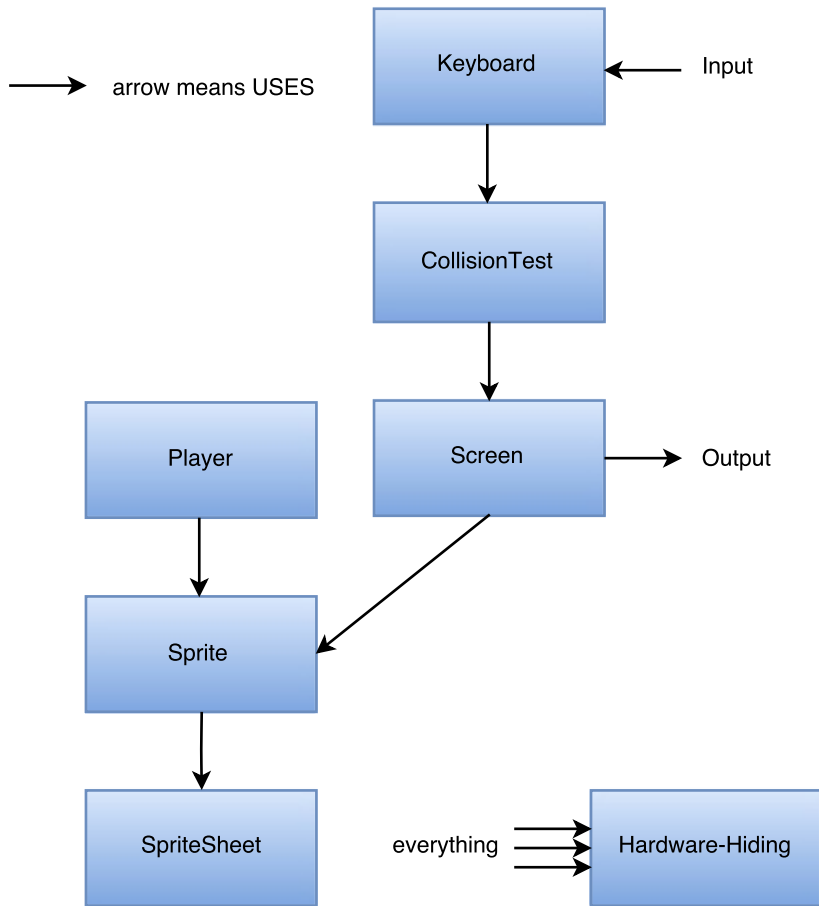 Keyboard
Input
arrow means USES
CollisionTest
Player
Screen
Output
Sprite
SpriteSheet
everything
Hardware-Hiding